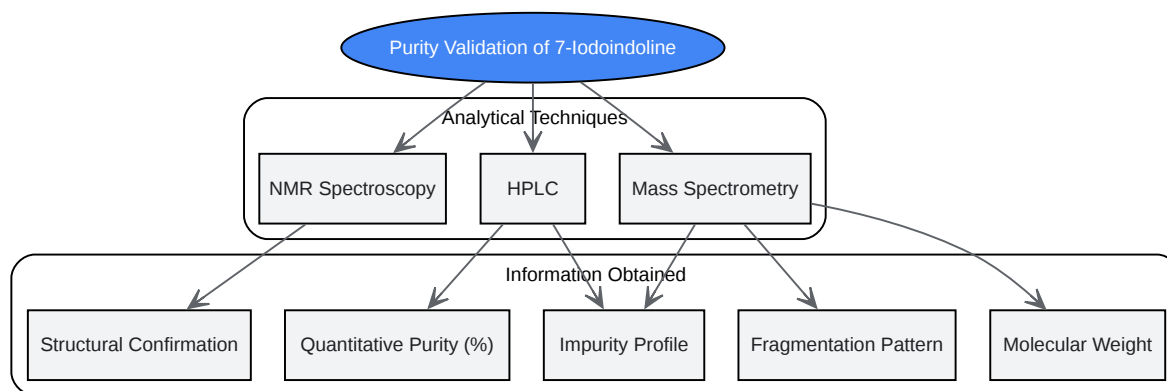 Purity Validation of 7-Iodoindoline
Analytical Techniques
NMR Spectroscopy
HPLC
Mass Spectrometry
Information Obtained
Structural Confirmation
Quantitative Purity (%)
Impurity Profile
Fragmentation Pattern
Molecular Weight